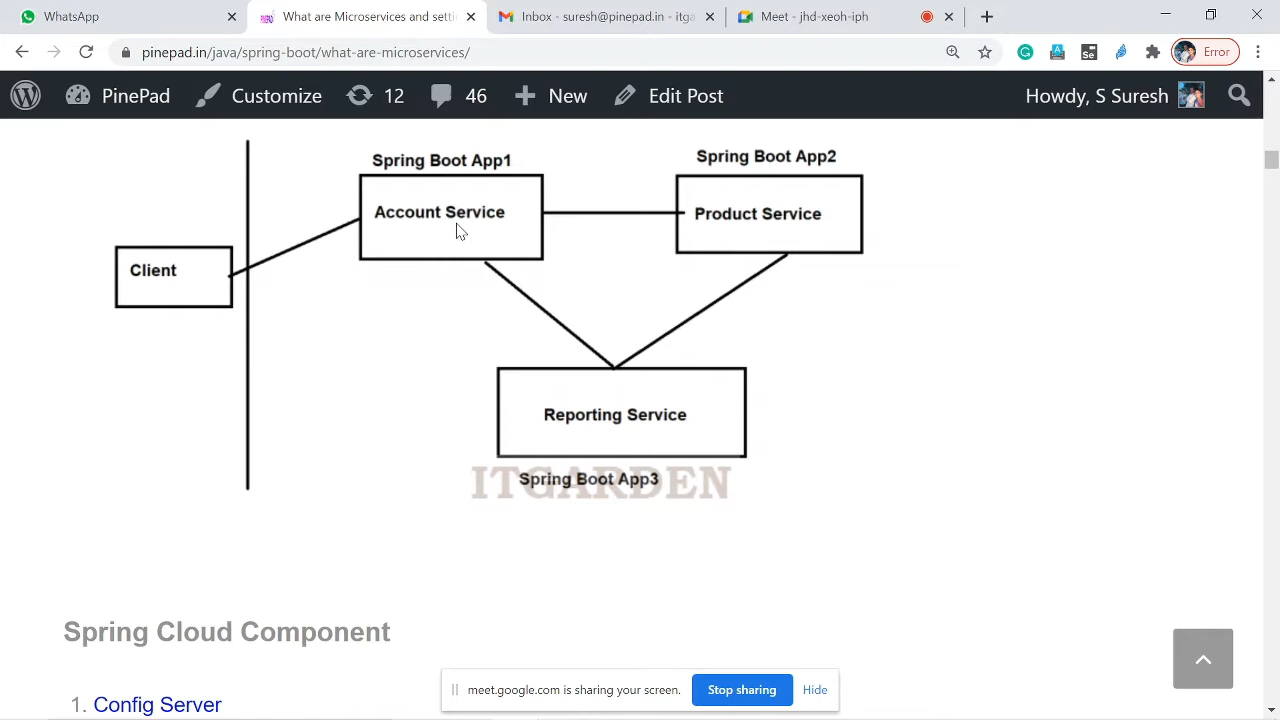 WhatsApp
What are Microservices and setti
Inbox - suresh@pinepad.in - itga
Meet - jhd-xeoh-iph
pinepad.in/java/spring-boot/what-are-microservices/
Se
Error
PinePad
Customize
12
46
New
Edit Post
Howdy, S Suresh
Spring Boot App1
Spring Boot App2
Account Service
Product Service
Client
Reporting Service
ITGARDEN
Spring Boot App3
Spring Cloud Component
1. Config Server
meet.google.com is sharing your screen.
Stop sharing
Hide